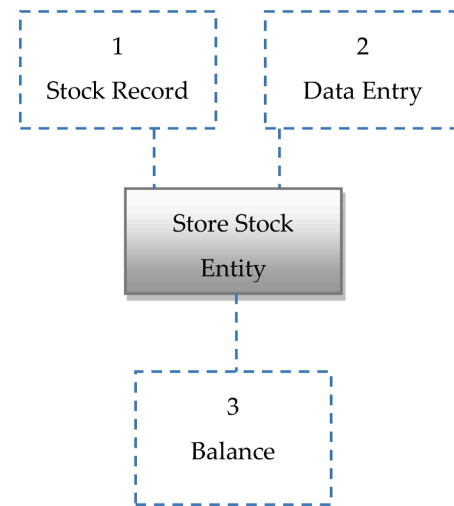 1
Stock Record
2
Data Entry
Store Stock
Entity
3
Balance